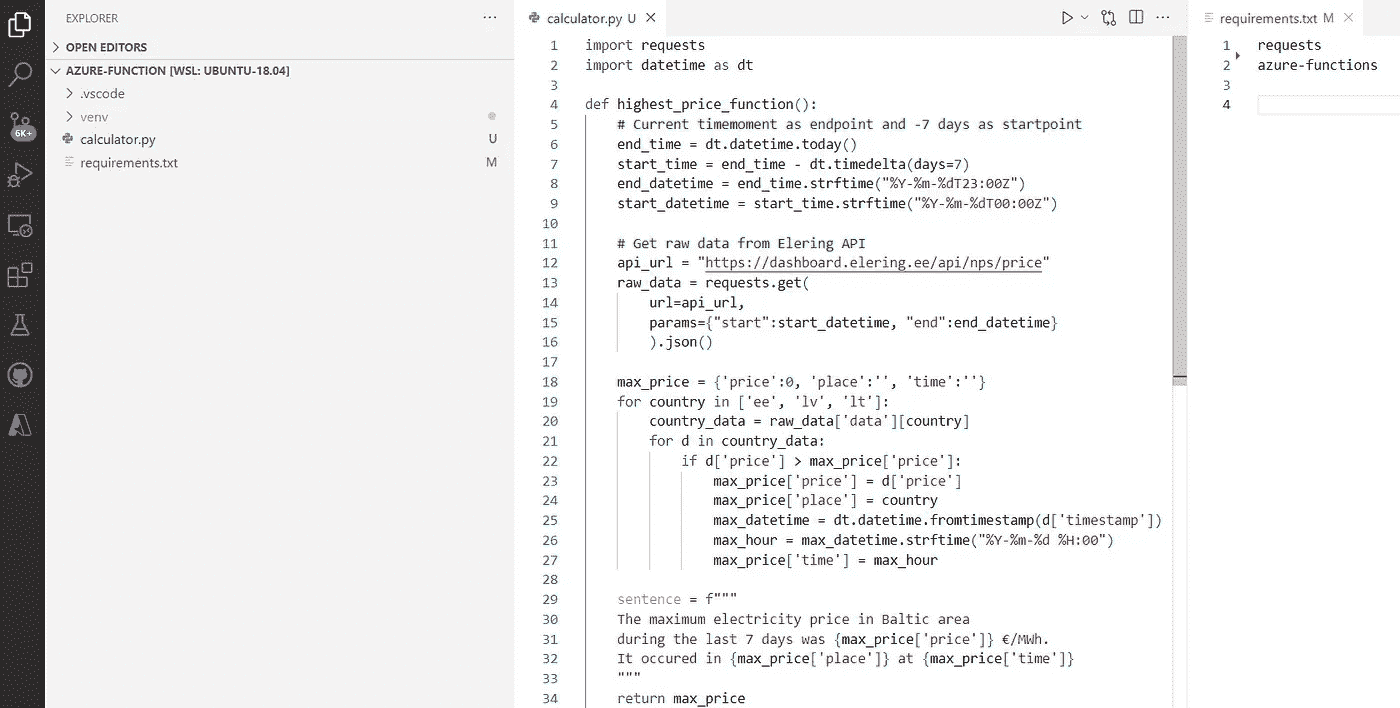 EXPLORER
OPEN EDITORS
AZURE-FUNCTION [WSL: UBUNTU-18.04]
.vscode
venv
calculator.py U
requirements.txt M
6K+
calculator.py U
1 import requests
2 import datetime as dt
3
4 def highest_price_function():
5 # Current timemoment as endpoint and -7 days as startpoint
6 end_time = dt.datetime.today()
7 start_time = end_time - dt.timedelta(days=7)
8 end_datetime = end_time.strftime("%Y-%m-%dT23:00Z")
9 start_datetime = start_time.strftime("%Y-%m-%dT00:00Z")
10
11 # Get raw data from Elering API
12 api_url = "https://dashboard.elering.ee/api/nps/price"
13 raw_data = requests.get(
14 url=api_url,
15 params={"start":start_datetime, "end":end_datetime}
16 ).json()
17
18 max_price = {'price':0, 'place':'', 'time':''}
19 for country in ['ee', 'lv', 'lt']:
20 country_data = raw_data['data'][country]
21 for d in country_data:
22 if d['price'] > max_price['price']:
23 max_price['price'] = d['price']
24 max_price['place'] = country
25 max_datetime = dt.datetime.fromtimestamp(d['timestamp'])
26 max_hour = max_datetime.strftime("%Y-%m-%d %H:00")
27 max_price['time'] = max_hour
28
29 sentence = f"""
30 The maximum electricity price in Baltic area
31 during the last 7 days was {max_price['price']} €/MWh.
32 It occured in {max_price['place']} at {max_price['time']}
33 """
34 return max_price
requirements.txt M
1 requests
2 azure-functions
3
4